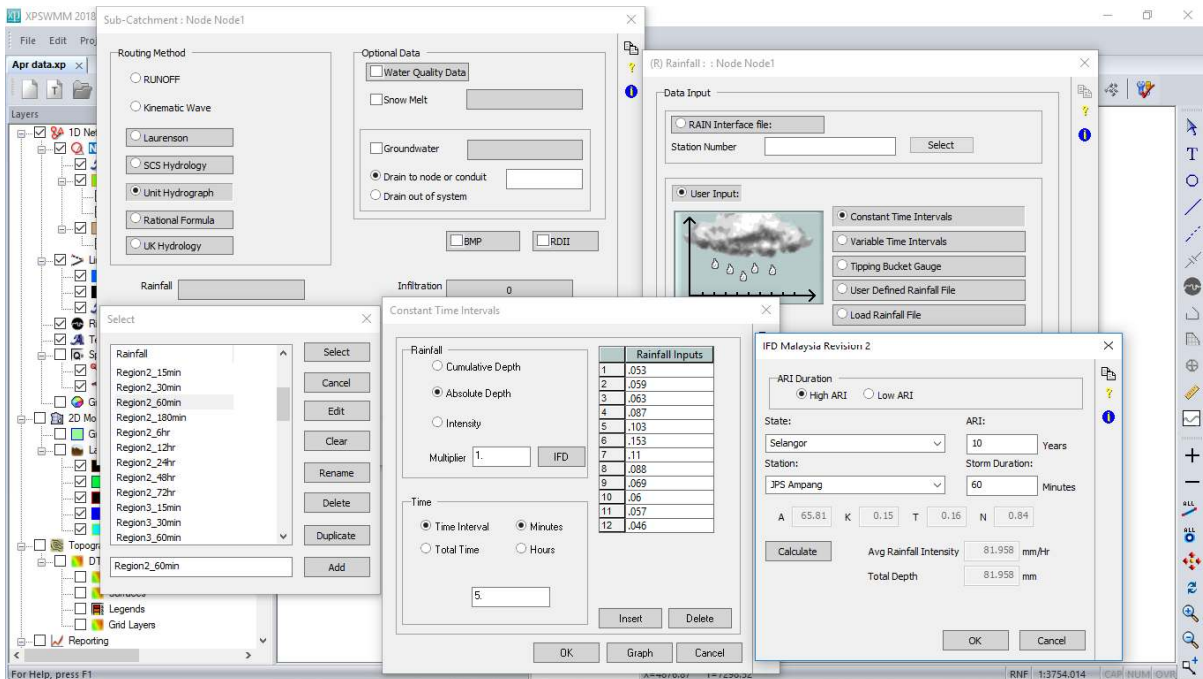 XPSWMM 2018
File Edit
Apr data.xp
Layers
1D
Surfaces
Legends
Grid Layers
Reporting
For Help, press F1
RNF 1:3754.014 CAP NUM OVR
Sub-Catchment : Node Node1
Routing Method
RUNOFF
Kinematic Wave
Laurenson
SCS Hydrology
Unit Hydrograph
Rational Formula
UK Hydrology
Optional Data
Water Quality Data
Snow Melt
Groundwater
Drain to node or conduit
Drain out of system
BMP RDII
Rainfall
Infiltration 0
(R) Rainfall : : Node Node1
Data Input
RAIN Interface file:
Station Number Select
User Input:
Constant Time Intervals
Variable Time Intervals
Tipping Bucket Gauge
User Defined Rainfall File
Load Rainfall File
Select
Rainfall
Region2_15min
Region2_30min
Region2_60min
Region2_180min
Region2_6hr
Region2_12hr
Region2_24hr
Region2_48hr
Region2_72hr
Region3_15min
Region3_30min
Region3_60min
Region2_60min
Select
Cancel
Edit
Clear
Rename
Delete
Duplicate
Add
Constant Time Intervals
Rainfall
Cumulative Depth
Absolute Depth
Intensity
Multiplier 1. IFD
Time
Time Interval Minutes
Total Time Hours
5.
Rainfall Inputs
1 .053
2 .059
3 .063
4 .087
5 .103
6 .153
7 .11
8 .088
9 .069
10 .06
11 .057
12 .046
Insert Delete
OK Graph Cancel
IFD Malaysia Revision 2
ARI Duration
High ARI Low ARI
State: ARI:
Selangor 10 Years
Station: Storm Duration:
JPS Ampang 60 Minutes
A 65.81 K 0.15 T 0.16 N 0.84
Calculate Avg Rainfall Intensity 81.958 mm/Hr
Total Depth 81.958 mm
OK Cancel
ALL
ALL